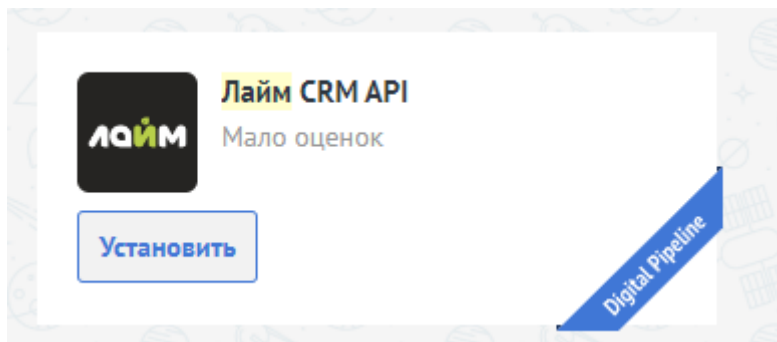 лайм
Лайм CRM API
Мало оценок
Установить
Digital Pipeline